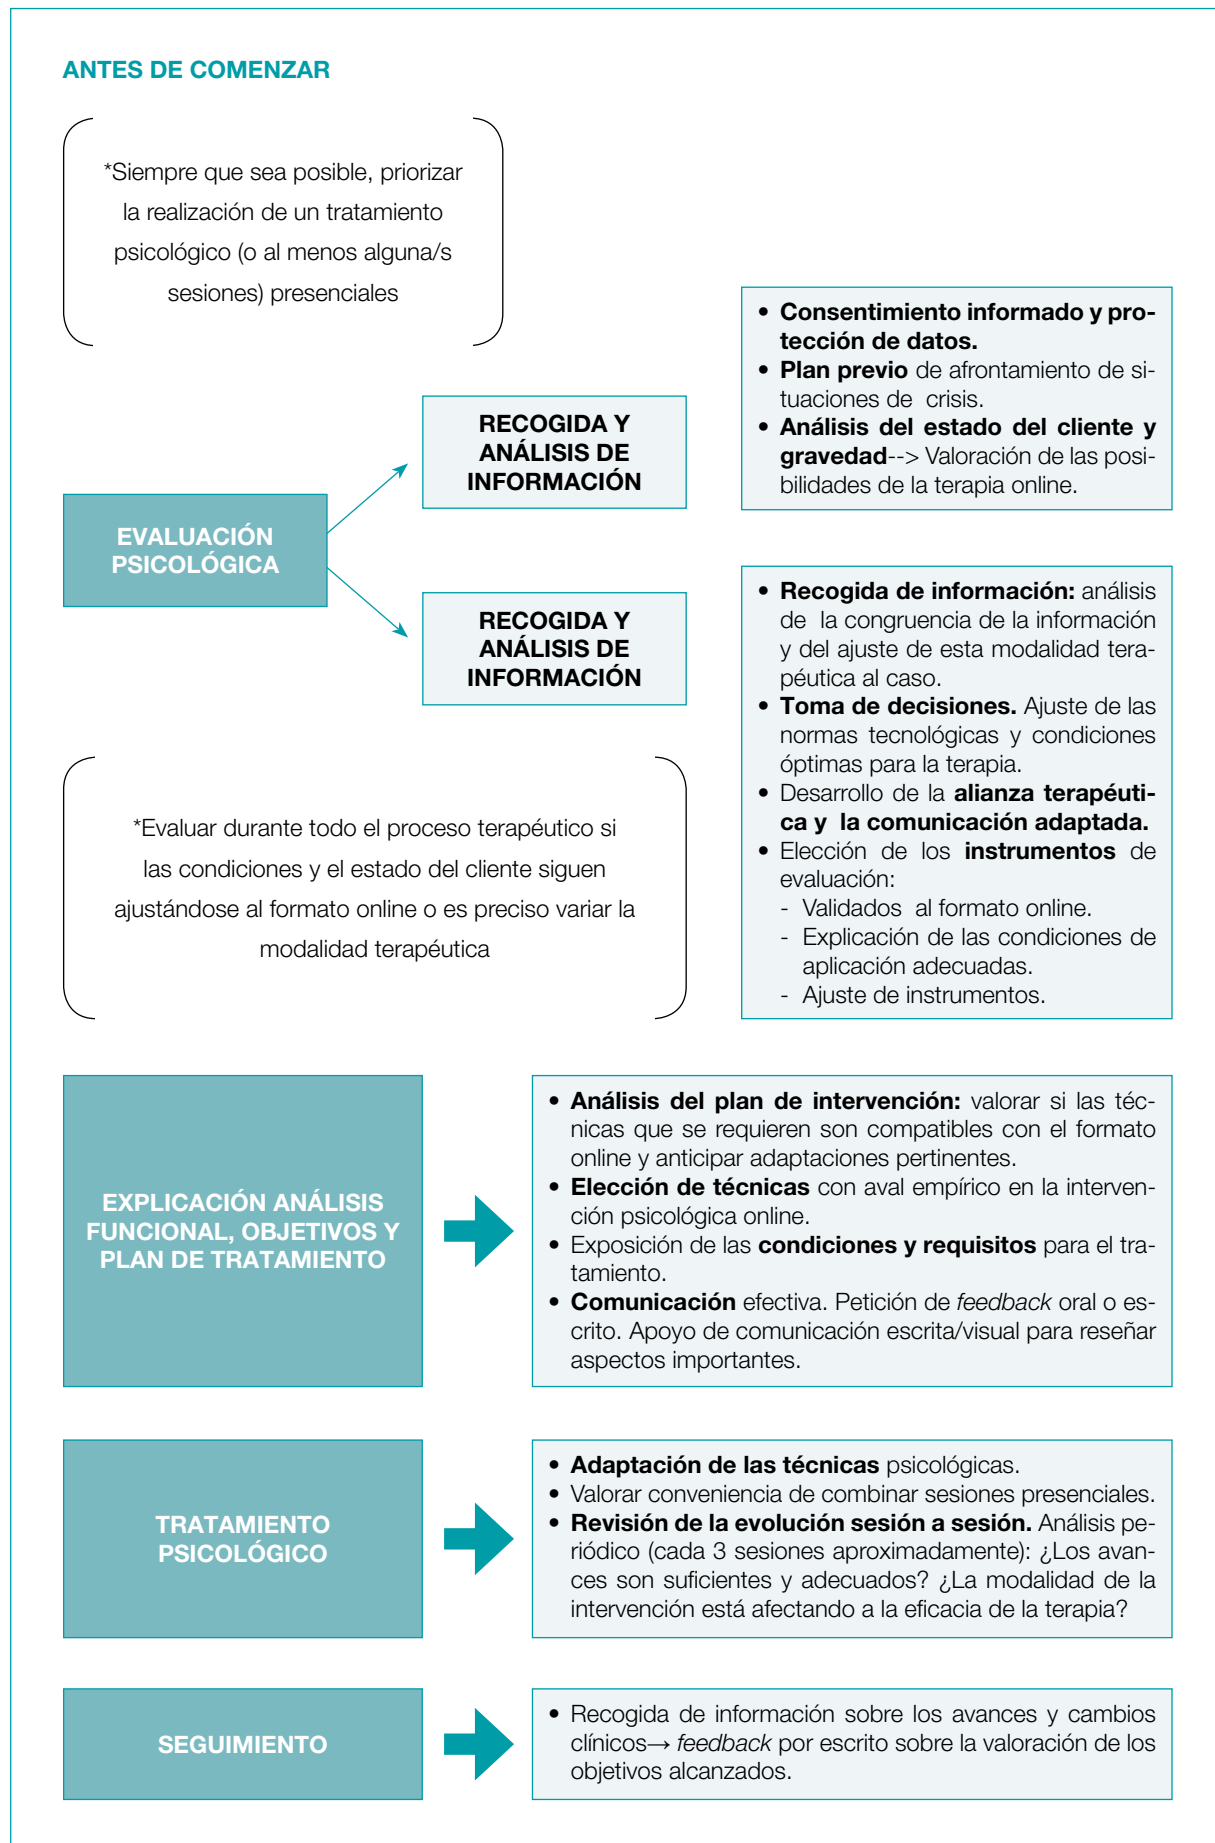 ANTES DE COMENZAR
*Siempre que sea posible, priorizar
la realización de un tratamiento
psicológico (o al menos alguna/s
sesiones) presenciales
EVALUACIÓN
PSICOLÓGICA
RECOGIDA Y
ANÁLISIS DE
INFORMACIÓN
• Consentimiento informado y pro-
tección de datos.
• Plan previo de afrontamiento de si-
tuaciones de crisis.
• Análisis del estado del cliente y
gravedad--> Valoración de las posi-
bilidades de la terapia online.
RECOGIDA Y
ANÁLISIS DE
INFORMACIÓN
• Recogida de información: análisis
de la congruencia de la información
y del ajuste de esta modalidad tera-
péutica al caso.
• Toma de decisiones. Ajuste de las
normas tecnológicas y condiciones
óptimas para la terapia.
• Desarrollo de la alianza terapéuti-
ca y la comunicación adaptada.
• Elección de los instrumentos de
evaluación:
- Validados al formato online.
- Explicación de las condiciones de
aplicación adecuadas.
- Ajuste de instrumentos.
*Evaluar durante todo el proceso terapéutico si
las condiciones y el estado del cliente siguen
ajustándose al formato online o es preciso variar la
modalidad terapéutica
EXPLICACIÓN ANÁLISIS
FUNCIONAL, OBJETIVOS Y
PLAN DE TRATAMIENTO
• Análisis del plan de intervención: valorar si las téc-
nicas que se requieren son compatibles con el formato
online y anticipar adaptaciones pertinentes.
• Elección de técnicas con aval empírico en la interven-
ción psicológica online.
• Exposición de las condiciones y requisitos para el tra-
tamiento.
• Comunicación efectiva. Petición de feedback oral o es-
crito. Apoyo de comunicación escrita/visual para reseñar
aspectos importantes.
TRATAMIENTO
PSICOLÓGICO
• Adaptación de las técnicas psicológicas.
• Valorar conveniencia de combinar sesiones presenciales.
• Revisión de la evolución sesión a sesión. Análisis pe-
riódico (cada 3 sesiones aproximadamente): ¿Los avan-
ces son suficientes y adecuados? ¿La modalidad de la
intervención está afectando a la eficacia de la terapia?
SEGUIMIENTO
• Recogida de información sobre los avances y cambios
clínicos→ feedback por escrito sobre la valoración de los
objetivos alcanzados.